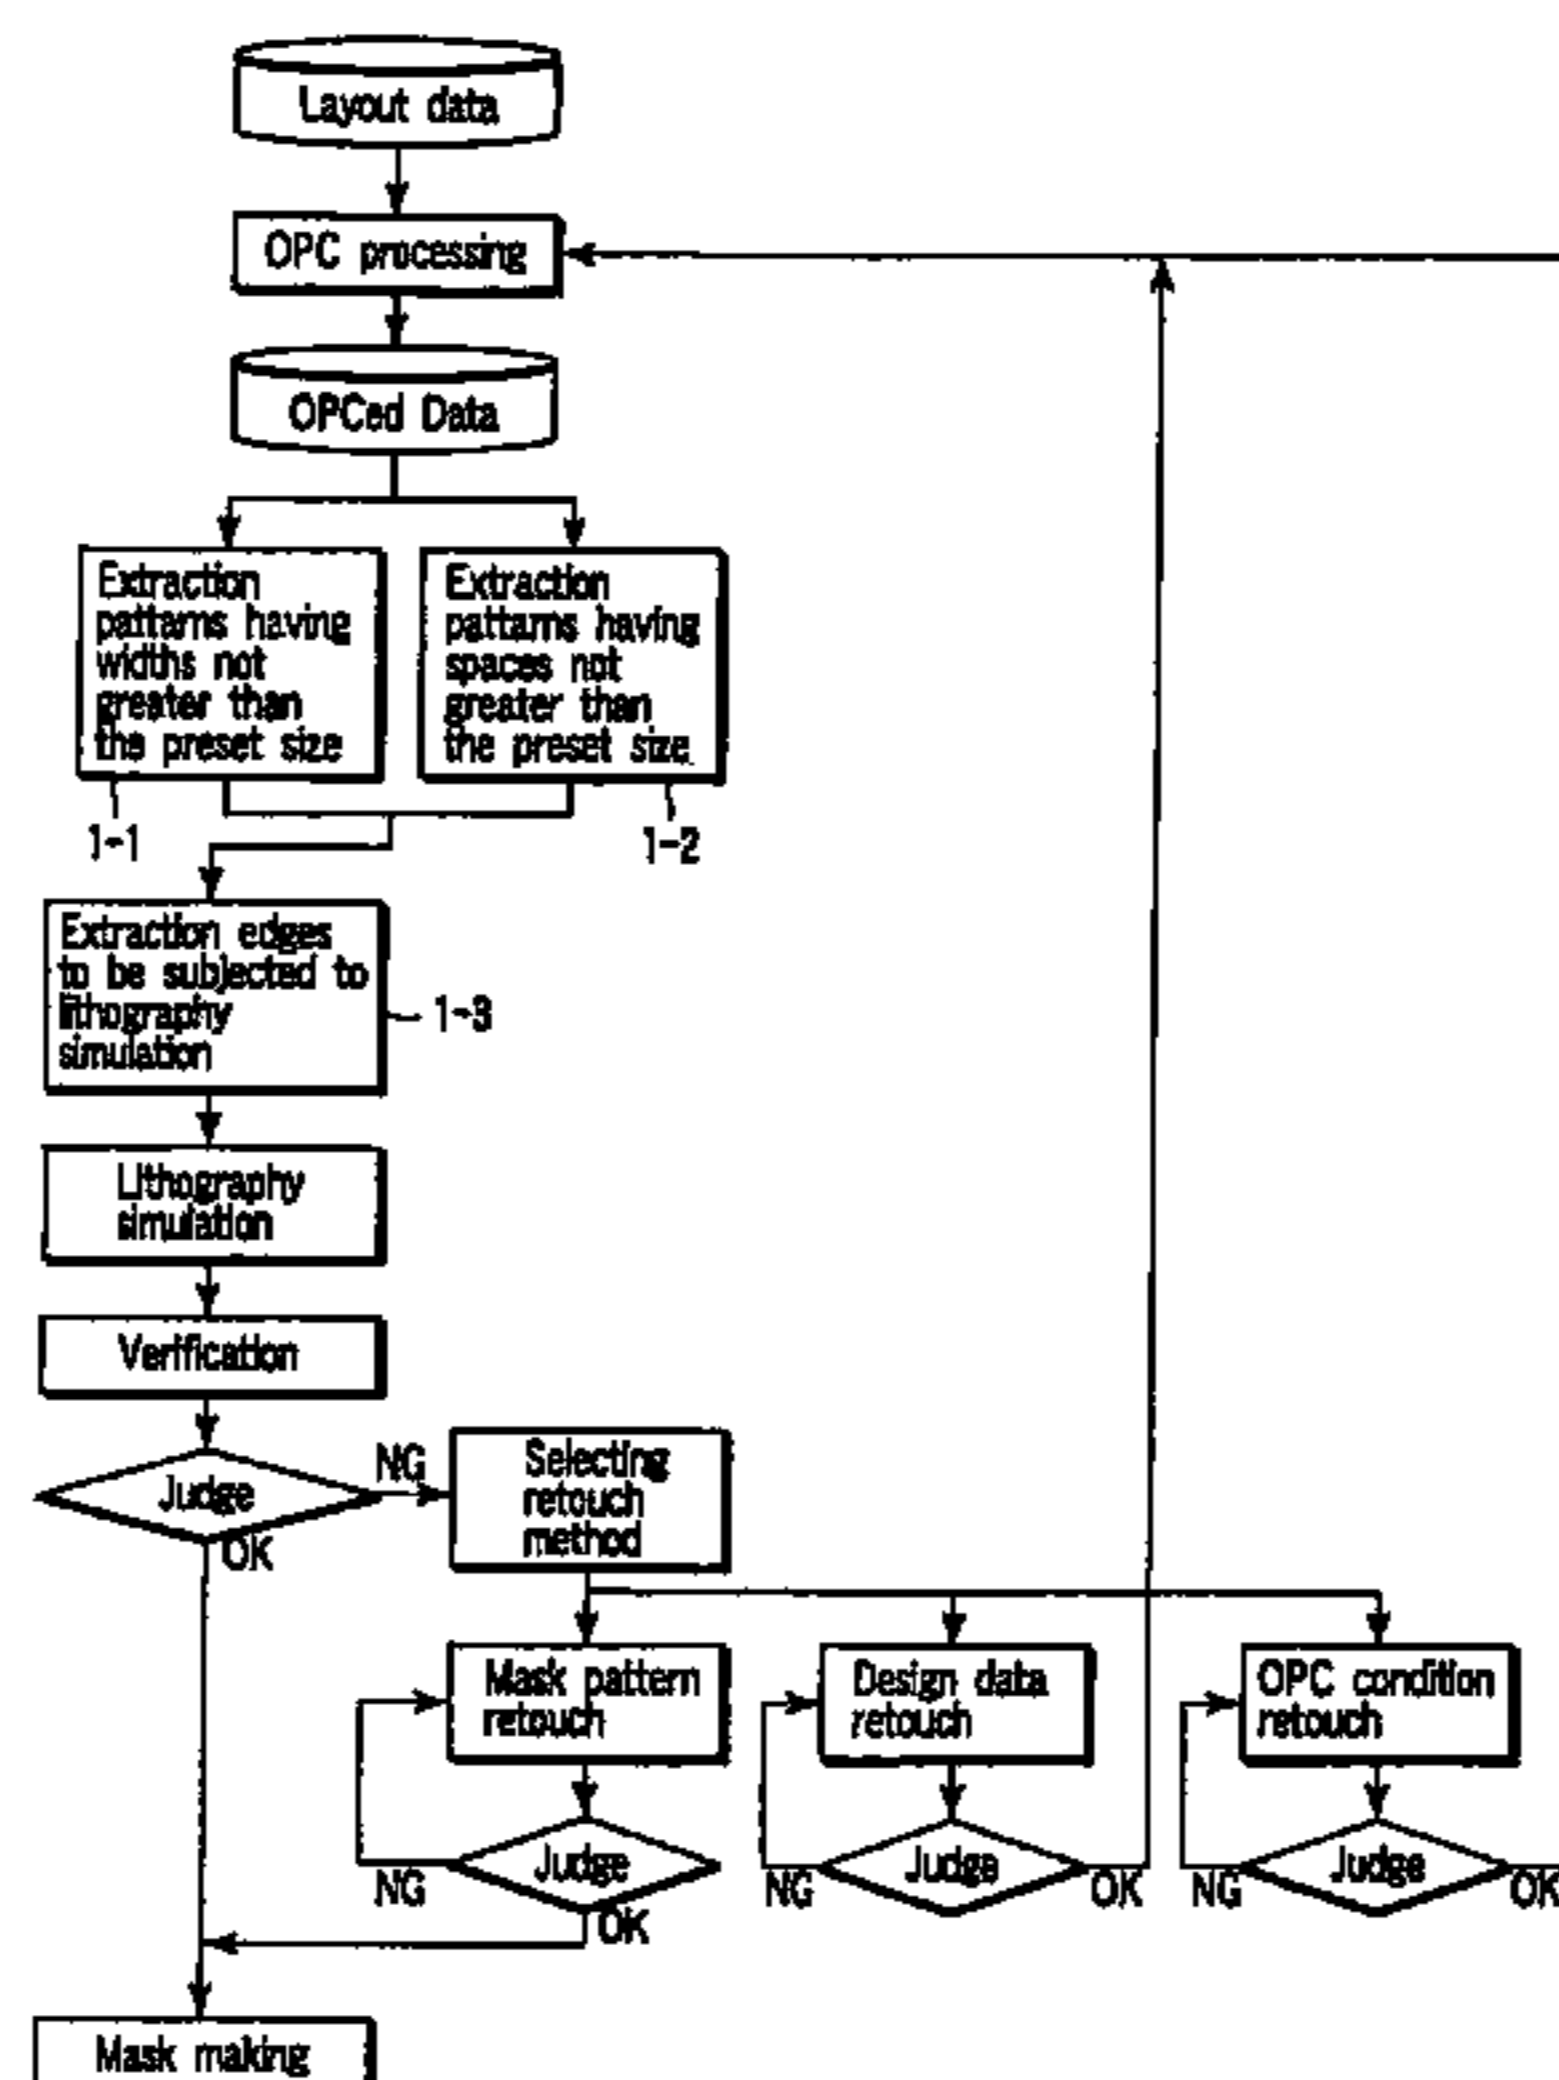 Layout data
OPC processing
OPCed Data
Extraction
patterns having
widths not
greater than
the preset size
Extraction
patterns having
spaces not
greater than
the preset size
1-1
1-2
Extraction edges
to be subjected to
lithography
simulation
1-3
Lithography
simulation
Verification
Judge
NG
OK
Selecting
retouch
method
Mask pattern
retouch
Design data
retouch
OPC condition
retouch
Judge
NG
OK
Judge
NG
OK
Judge
NG
OK
Mask making